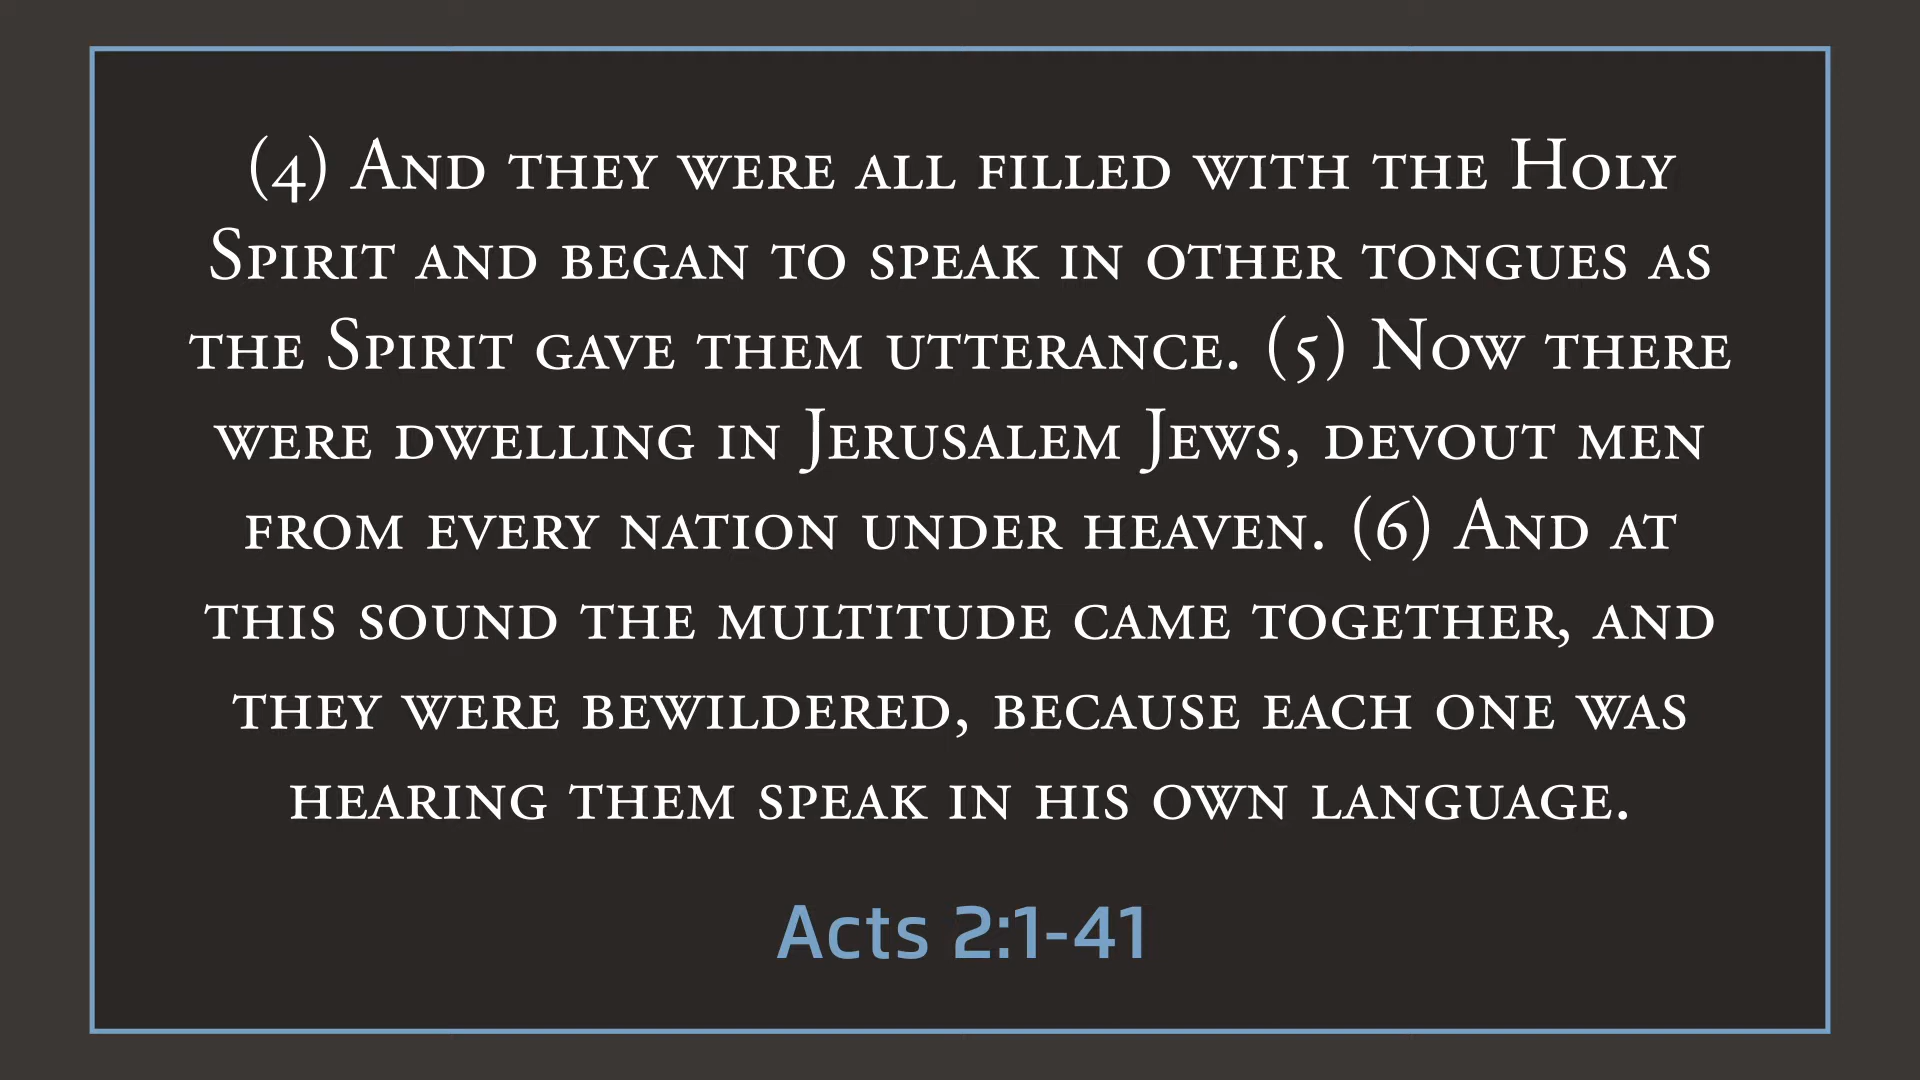 (4) And they were all filled with the Holy
Spirit and began to speak in other tongues as
the Spirit gave them utterance. (5) Now there
were dwelling in Jerusalem Jews, devout men
from every nation under heaven. (6) And at
this sound the multitude came together, and
they were bewildered, because each one was
hearing them speak in his own language.
Acts 2:1-41